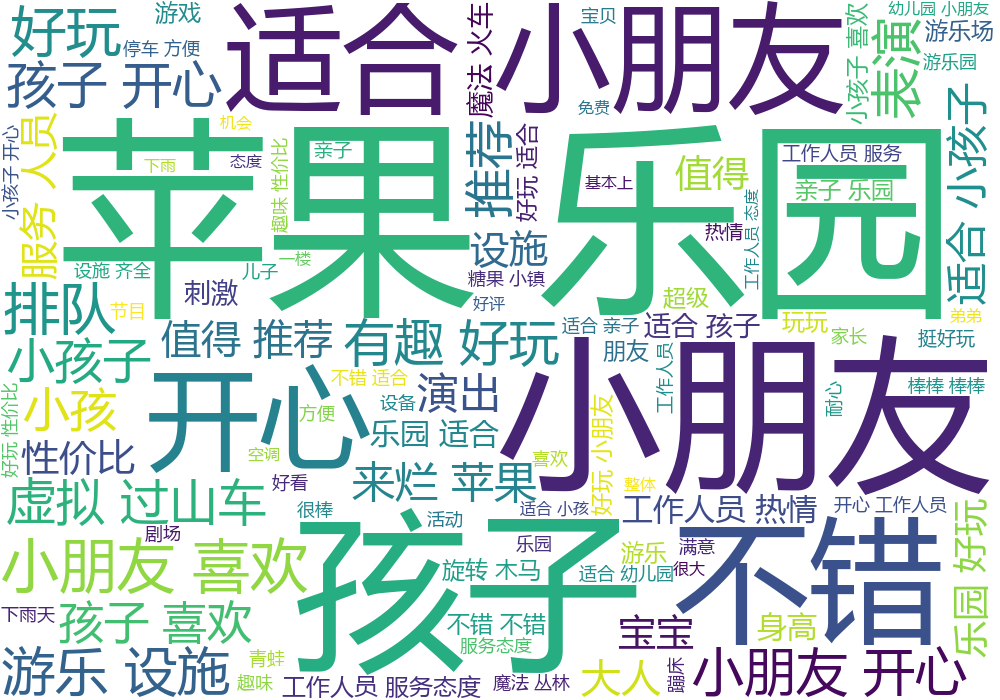 好玩
游戏
停车 方便
孩子 开心
适合 小朋友
魔法 火车
宝贝
免费
小孩子 喜欢
表演
幼儿园 小朋友
游乐场
游乐园
小孩子 开心
服务 人员
机会
下雨
态度
趣味 性价比
亲子
苹果 乐园
推荐
好玩 适合
基本上
值得
工作人员 服务
亲子 乐园
工作人员 态度
热情
适合 小孩子
设施 齐全
儿子
一楼
设施
糖果 小镇
好评
超级
刺激
排队
节目
值得 推荐
有趣 好玩
适合 亲子
适合 孩子
玩玩
家长
弟弟
挺好玩
小孩子
不错 适合
朋友
工作人员
耐心
棒棒 棒棒
好玩 性价比
小孩
开心
方便
设备
演出
乐园 适合
小朋友
性价比
空调
好看
来烂 苹果
喜欢
好玩 小朋友
整体
虚拟 过山车
很棒
活动
适合 小孩
工作人员 热情
开心 工作人员
剧场
孩子
乐园
游乐
满意
很大
不错
乐园 好玩
小朋友 喜欢
旋转 木马
适合 幼儿园
下雨天
孩子 喜欢
不错 不错
服务态度
宝宝
身高
游乐 设施
青蛙
趣味
工作人员 服务态度
魔法 丛林
大人
蹦床
小朋友 开心